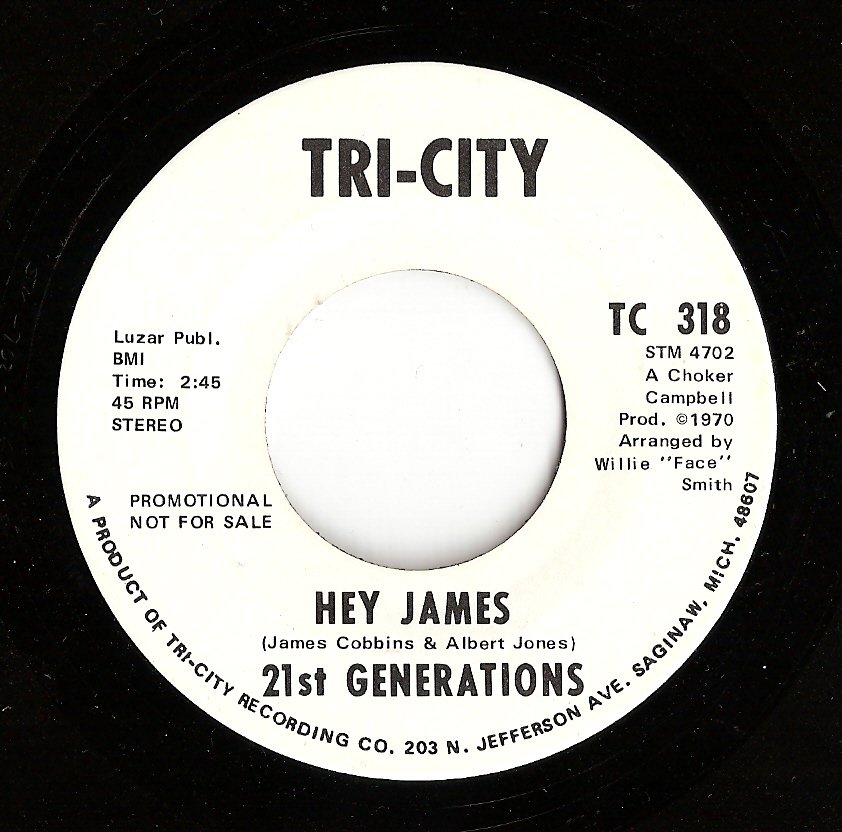 TRI-CITY
Luzar Publ.
BMI
Time: 2:45
45 RPM
STEREO
TC 318
STM 4702
A Choker
Campbell
Prod. ©1970
Arranged by
Willie "Face"
Smith
PROMOTIONAL
NOT FOR SALE
HEY JAMES
(James Cobbins & Albert Jones)
21st GENERATIONS
A PRODUCT OF TRI-CITY RECORDING CO. 203 N. JEFFERSON AVE. SAGINAW, MICH. 48607